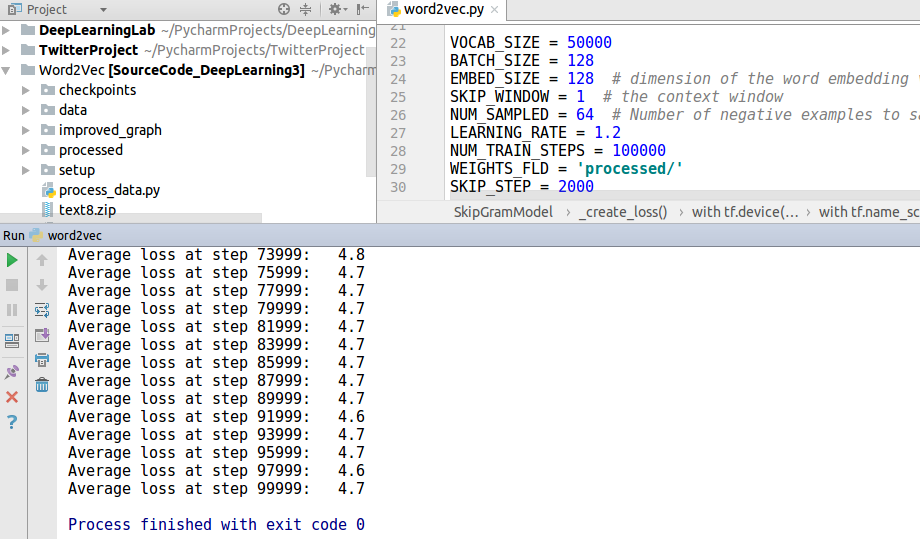 Project
word2vec.py
DeepLearningLab ~/PycharmProjects/DeepLearning
TwitterProject ~/PycharmProjects/TwitterProject
Word2Vec [SourceCode_DeepLearning3] ~/Pycharm
checkpoints
data
improved_graph
processed
setup
process_data.py
text8.zip
21
22 VOCAB_SIZE = 50000
23 BATCH_SIZE = 128
24 EMBED_SIZE = 128 # dimension of the word embedding
25 SKIP_WINDOW = 1 # the context window
26 NUM_SAMPLED = 64 # Number of negative examples to sa
27 LEARNING_RATE = 1.2
28 NUM_TRAIN_STEPS = 100000
29 WEIGHTS_FLD = 'processed/'
30 SKIP_STEP = 2000
SkipGramModel › _create_loss() › with tf.device(... › with tf.name_sc
Run word2vec
Average loss at step 73999: 4.8
Average loss at step 75999: 4.7
Average loss at step 77999: 4.7
Average loss at step 79999: 4.7
Average loss at step 81999: 4.7
Average loss at step 83999: 4.7
Average loss at step 85999: 4.7
Average loss at step 87999: 4.7
Average loss at step 89999: 4.7
Average loss at step 91999: 4.6
Average loss at step 93999: 4.7
Average loss at step 95999: 4.7
Average loss at step 97999: 4.6
Average loss at step 99999: 4.7
Process finished with exit code 0